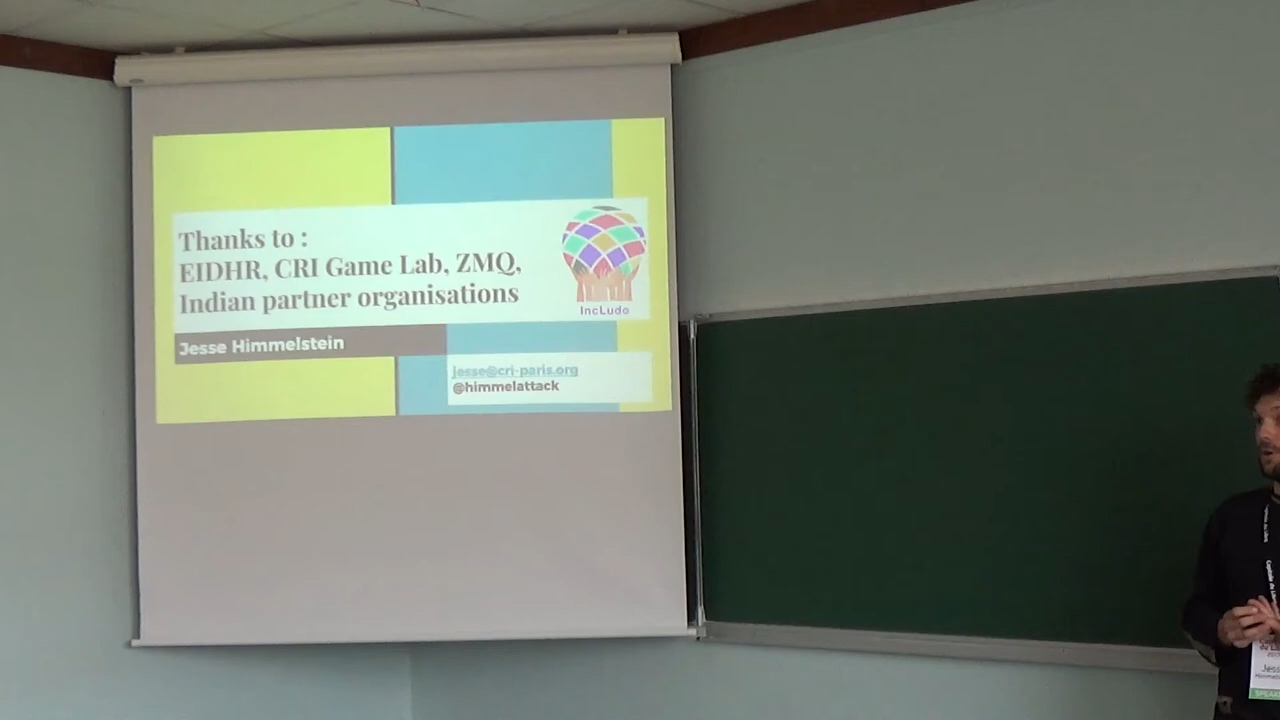 Thanks to :
EIDHR, CRI Game Lab, ZMQ,
Indian partner organisations
IncLudo
Jesse Himmelstein
jesse@cri-paris.org
@himmelattack